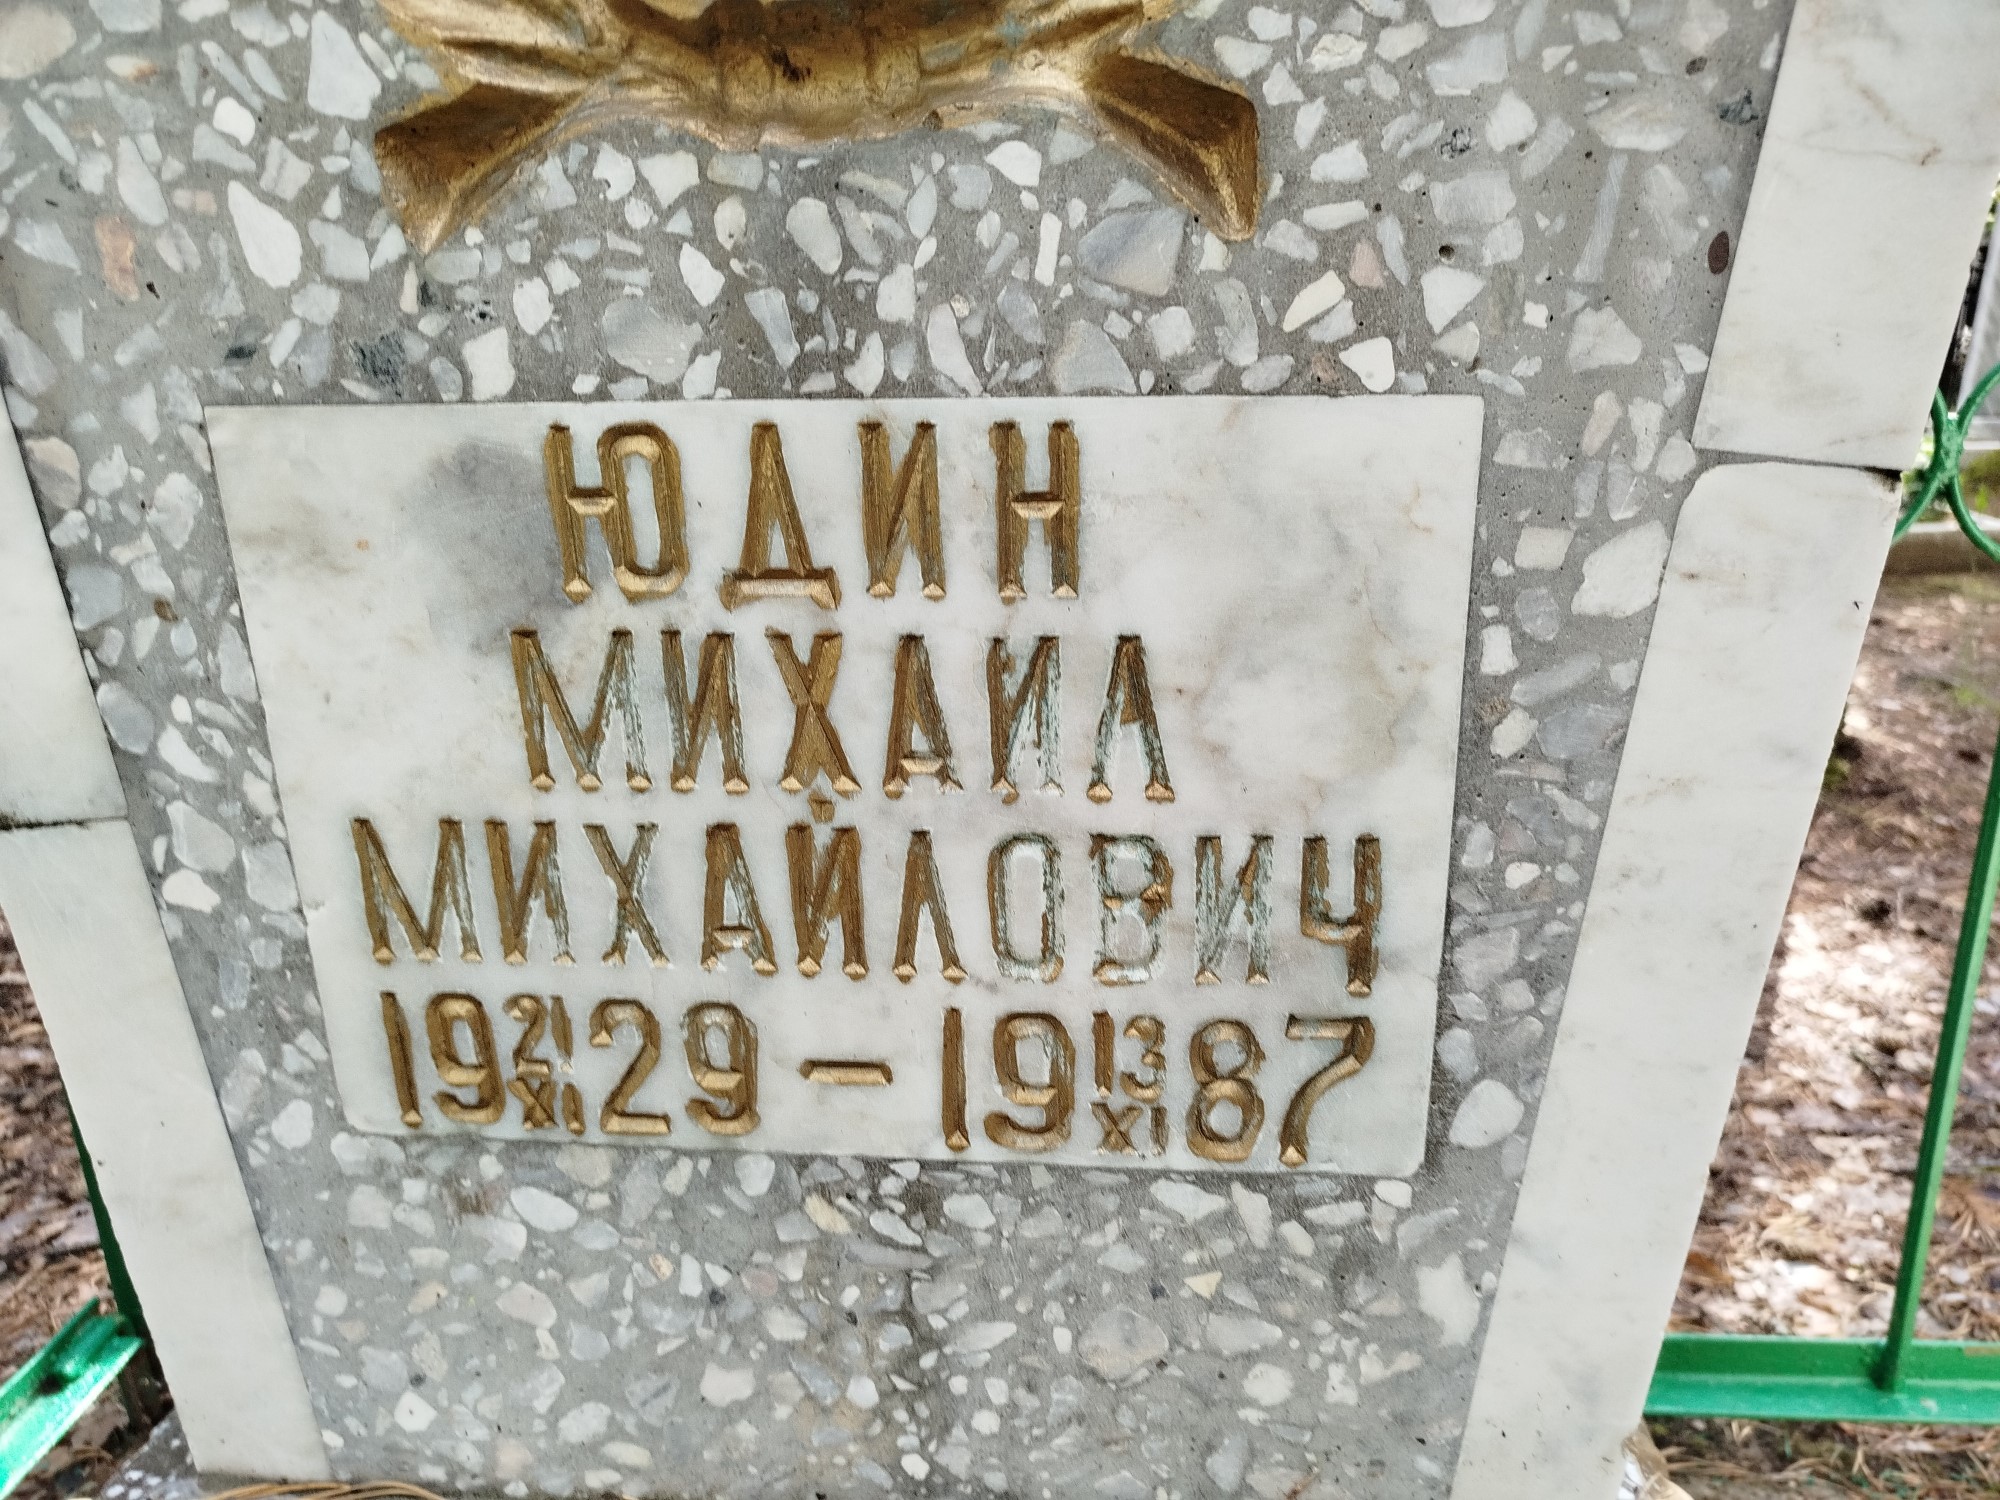 ЮДИН
МИХАИЛ
МИХАЙЛОВИЧ
19 21/XI 29 – 19 13/XI 87